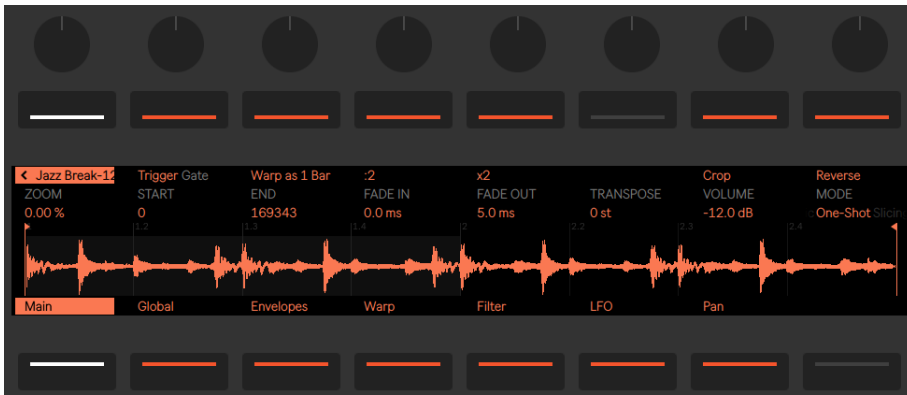 Jazz Break-12 Trigger Gate Warp as 1 Bar :2 x2 Crop Reverse
ZOOM START END FADE IN FADE OUT TRANSPOSE VOLUME MODE
0.00 % 0 169343 0.0 ms 5.0 ms 0 st -12.0 dB One-Shot Slicin
1.2 1.3 1.4 2 2.2 2.3 2.4
Main Global Envelopes Warp Filter LFO Pan